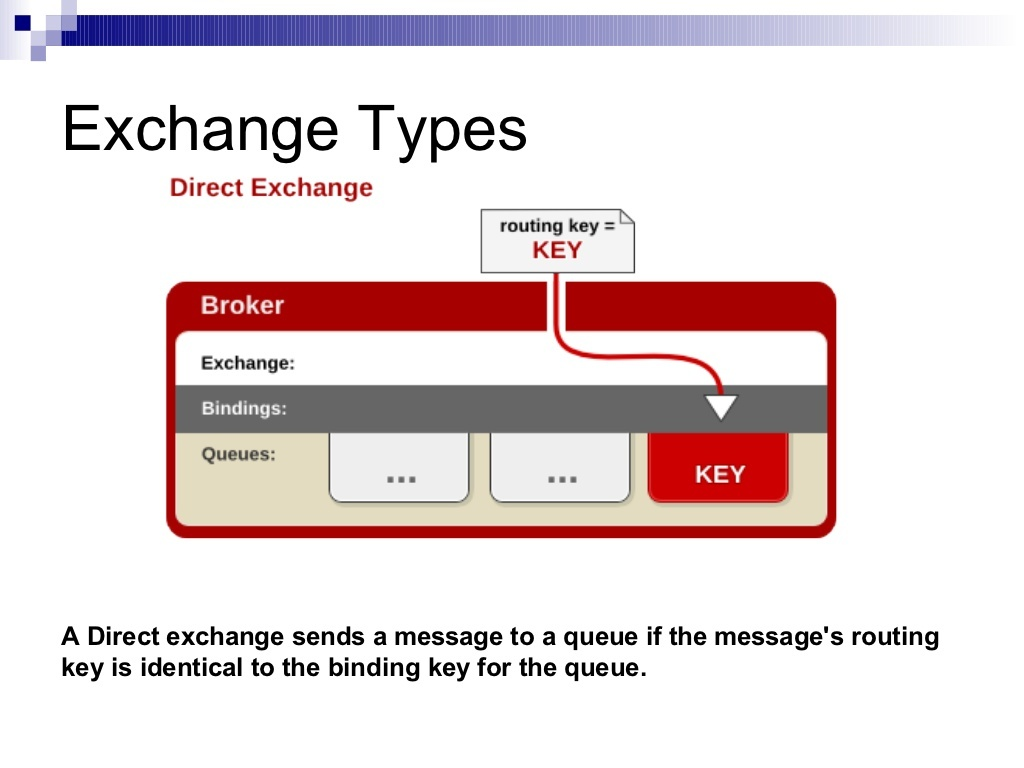 Exchange Types
Direct Exchange
routing key =
KEY
Broker
Exchange:
Bindings:
Queues:
...
...
KEY
A Direct exchange sends a message to a queue if the message's routing
key is identical to the binding key for the queue.